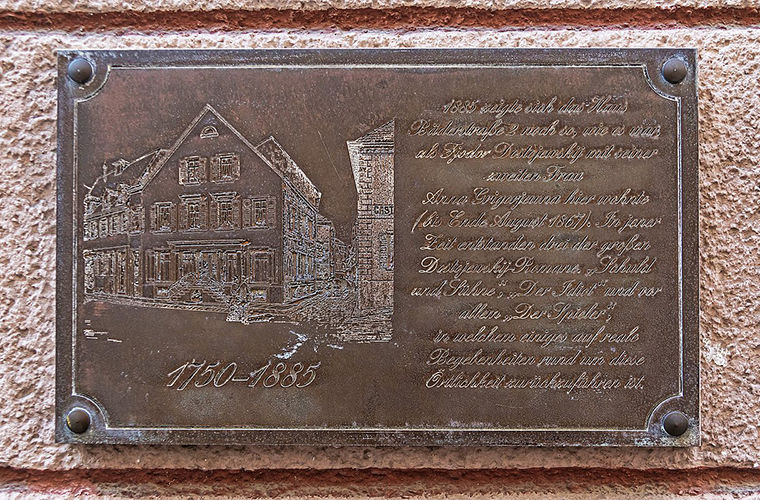 1885 zeigte sich das Haus
Bäderstraße 2 noch so, wie es war,
als Fjodor Dostojewskij mit seiner
zweiten Frau
Anna Grigorjewna hier wohnte
(bis Ende August 1867). In jener
Zeit entstanden drei der großen
Dostojewskij-Romane, „Schuld
und Sühne", „Der Idiot" und vor
allem „Der Spieler",
in welchem einiges auf reale
Begebenheiten rund um diese
Örtlichkeit zurückzuführen ist.
GAST
1750–1885